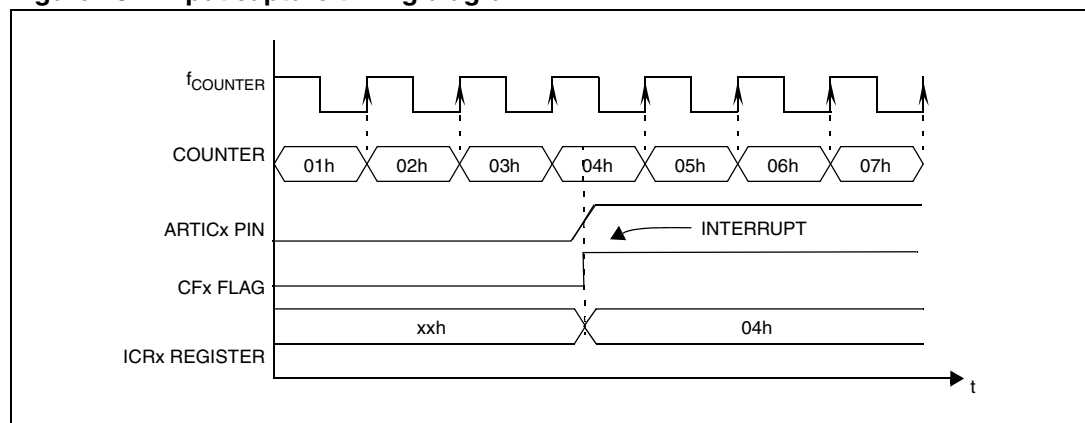 fCOUNTER
COUNTER 01h 02h 03h 04h 05h 06h 07h
ARTICx PIN INTERRUPT
CFx FLAG
xxh 04h
ICRx REGISTER
t